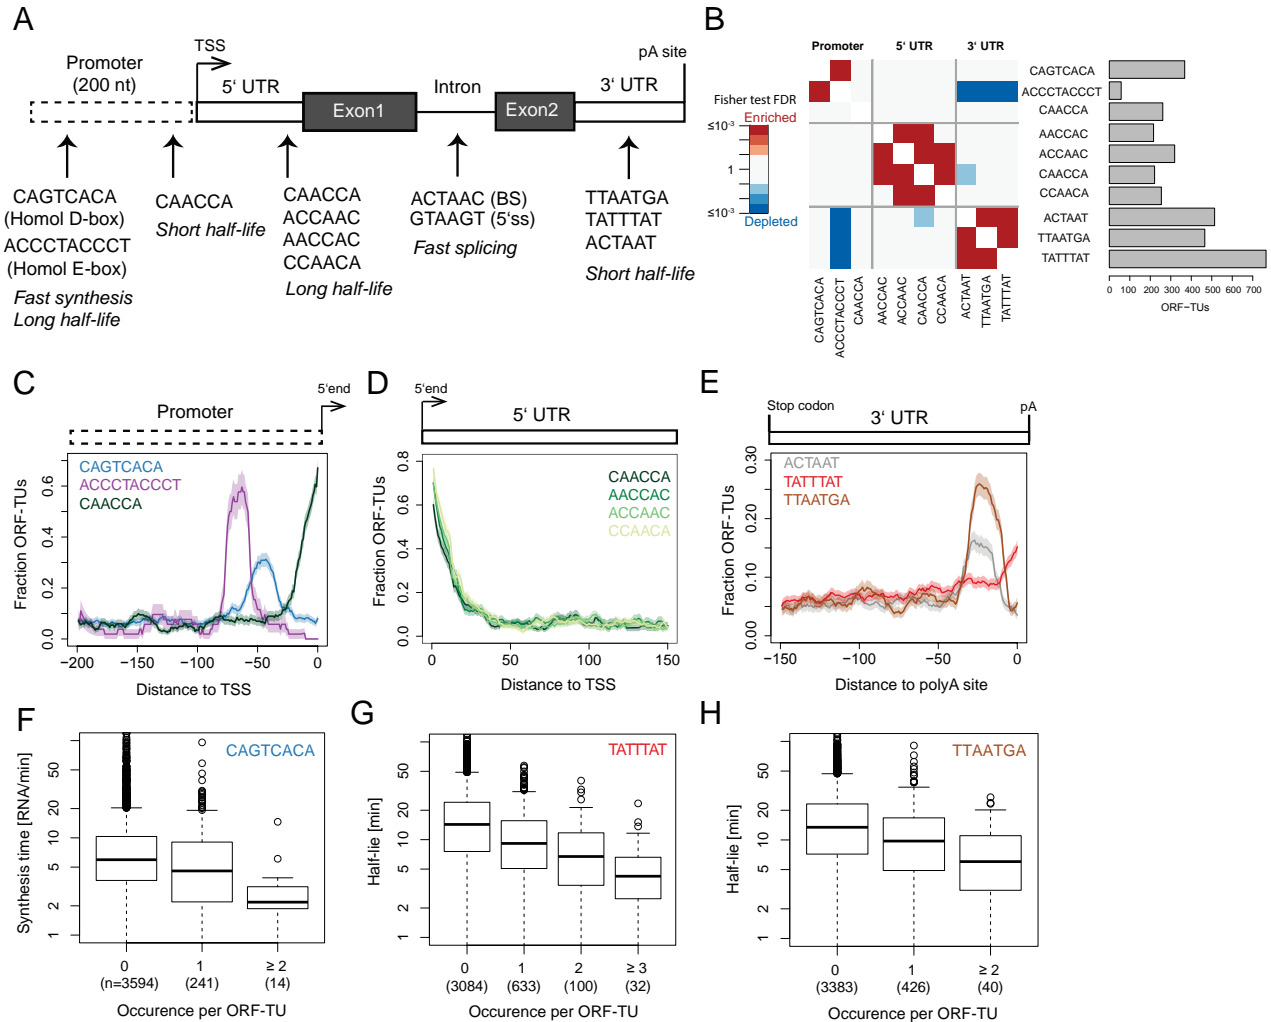 A
TSS
pA site
Promoter
(200 nt)
5' UTR
Intron
3' UTR
Exon1
Exon2
CAGTCACA
(Homol D-box)
ACCCTACCCT
(Homol E-box)
Fast synthesis
Long half-life
CAACCA
Short half-life
CAACCA
ACCAAC
AACCAC
CCAACA
Long half-life
ACTAAC (BS)
GTAAGT (5'ss)
Fast splicing
TTAATGA
TATTTAT
ACTAAT
Short half-life
B
Promoter
5' UTR
3' UTR
Fisher test FDR
Enriched
≤10⁻³
1
≤10⁻³
Depleted
CAGTCACA
ACCCTACCCT
CAACCA
AACCAC
ACCAAC
CAACCA
CCAACA
ACTAAT
TTAATGA
TATTTAT
CAGTCACA
ACCCTACCCT
CAACCA
AACCAC
ACCAAC
CAACCA
CCAACA
ACTAAT
TTAATGA
TATTTAT
0 100 200 300 400 500 600 700
ORF−TUs
C
5'end
Promoter
CAGTCACA
ACCCTACCCT
CAACCA
Fraction ORF-TUs
0.6
0.4
0.2
0.0
−200 −150 −100 −50 0
Distance to TSS
D
5'end
5' UTR
CAACCA
AACCAC
ACCAAC
CCAACA
Fraction ORF-TUs
0.8
0.6
0.4
0.2
0.0
0 50 100 150
Distance to TSS
E
Stop codon
pA
3' UTR
ACTAAT
TATTTAT
TTAATGA
Fraction ORF-TUs
0.30
0.20
0.10
0.00
−150 −100 −50 0
Distance to polyA site
F
CAGTCACA
Synthesis time [RNA/min]
50
20
10
5
2
1
0 1 ≥ 2
(n=3594) (241) (14)
Occurence per ORF-TU
G
TATTTAT
Half-lie [min]
50
20
10
5
2
1
0 1 2 ≥ 3
(3084) (633) (100) (32)
Occurence per ORF-TU
H
TTAATGA
Half-lie [min]
50
20
10
5
2
1
0 1 ≥ 2
(3383) (426) (40)
Occurence per ORF-TU